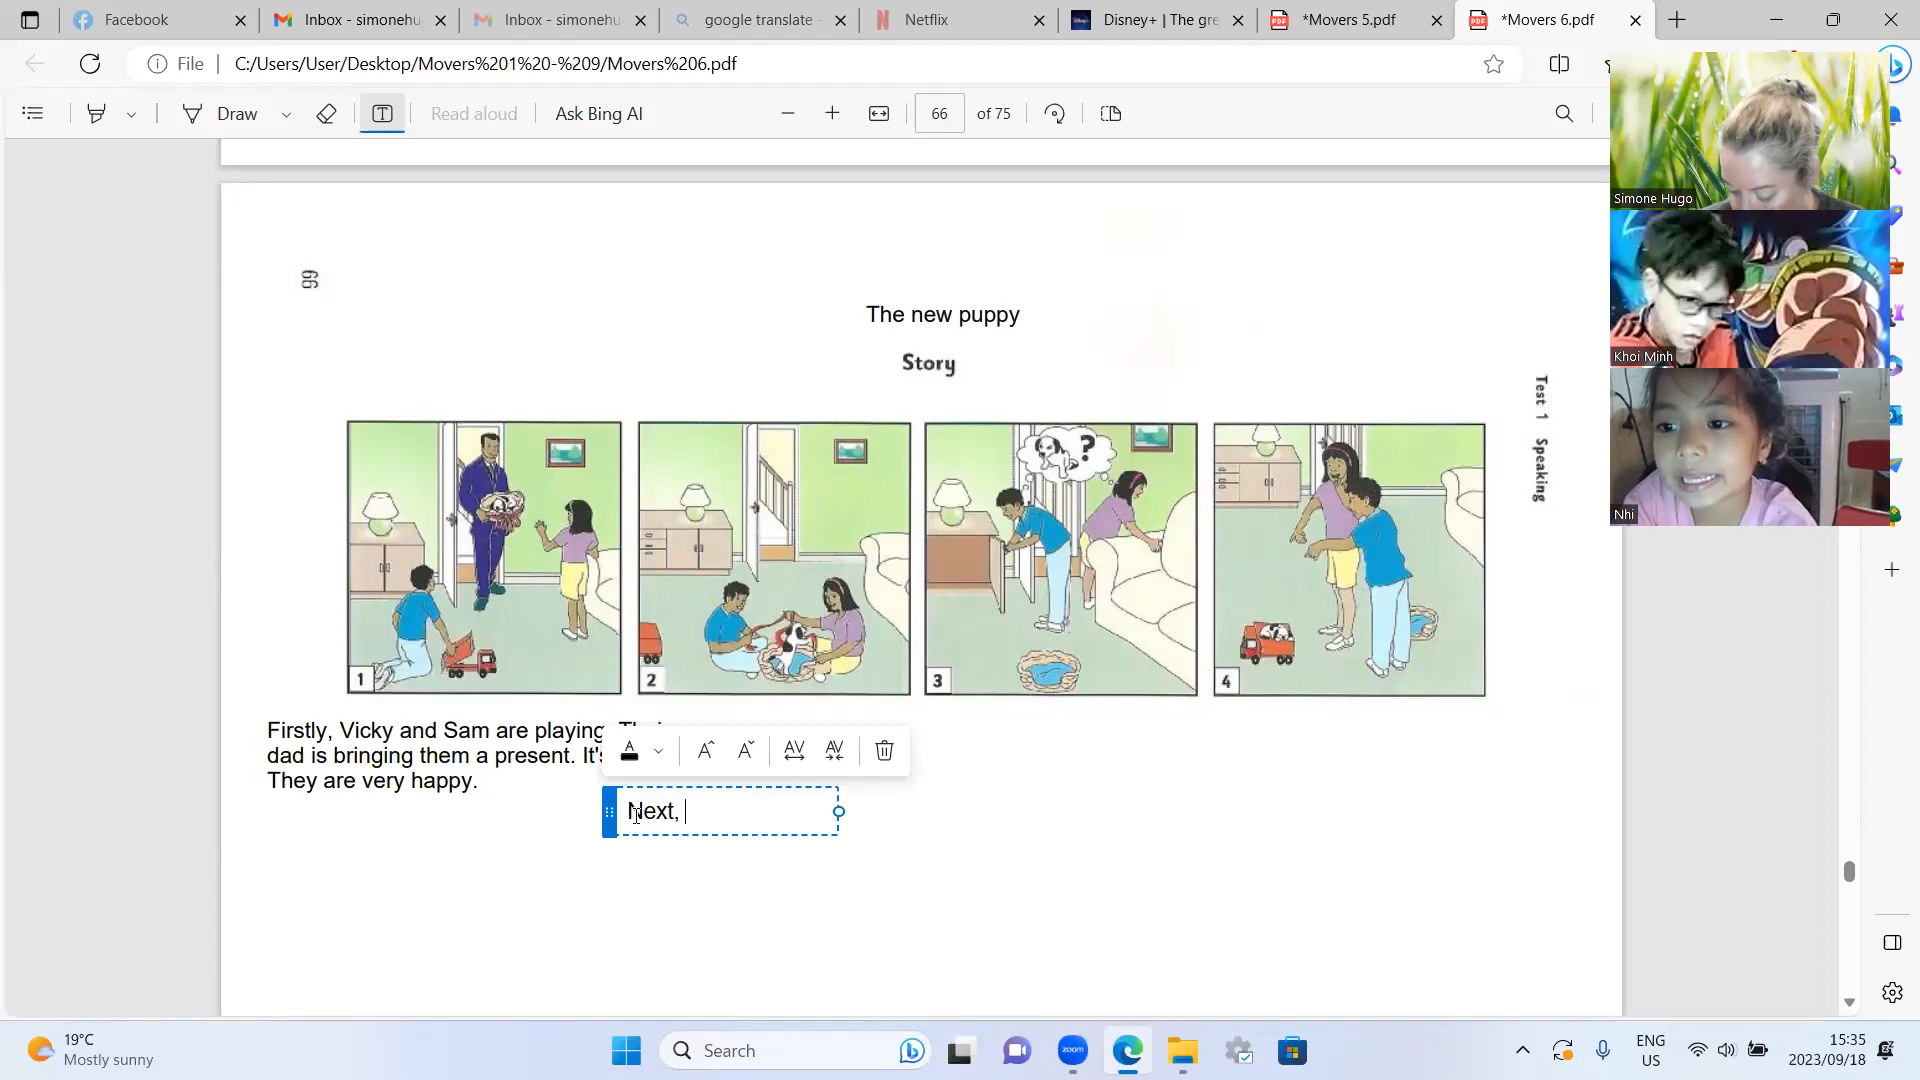 Facebook
Inbox - simonehu
Inbox - simonehu
google translate -
Netflix
Disney+ | The gre
*Movers 5.pdf
*Movers 6.pdf
File
C:/Users/User/Desktop/Movers%201%20-%209/Movers%206.pdf
Draw
Read aloud
Ask Bing AI
66
of 75
Simone Hugo
Khoi Minh
Nhi
66
The new puppy
Story
Test 1 Speaking
?
1
2
3
4
Firstly, Vicky and Sam are playing.
dad is bringing them a present. It's
They are very happy.
Next,
19°C
Mostly sunny
Search
zoom
ENG
US
15:35
2023/09/18